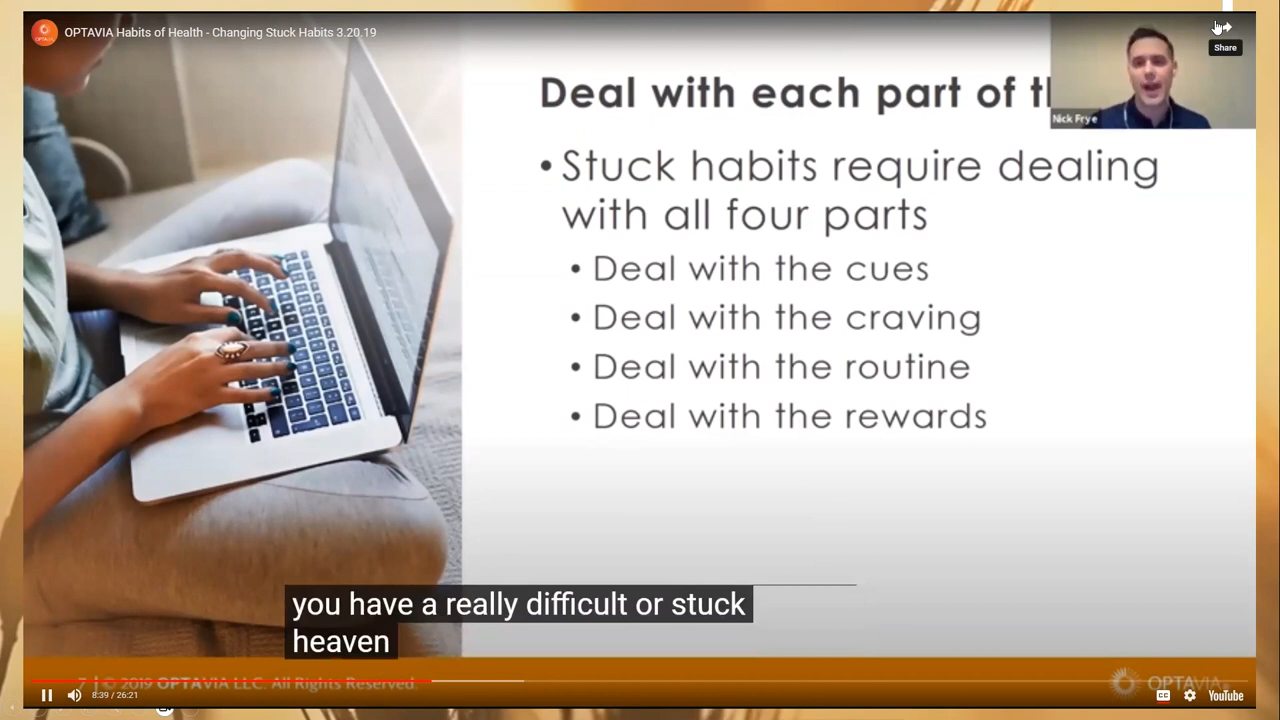 OPTAVIA Habits of Health - Changing Stuck Habits 3.20.19
Share
Nick Frye
Deal with each part of t
• Stuck habits require dealing
with all four parts
• Deal with the cues
• Deal with the craving
• Deal with the routine
• Deal with the rewards
you have a really difficult or stuck
heaven
7 | © 2019 OPTAVIA LLC. All Rights Reserved.
OPTAVIA
8:39 / 26:21
CC
YouTube